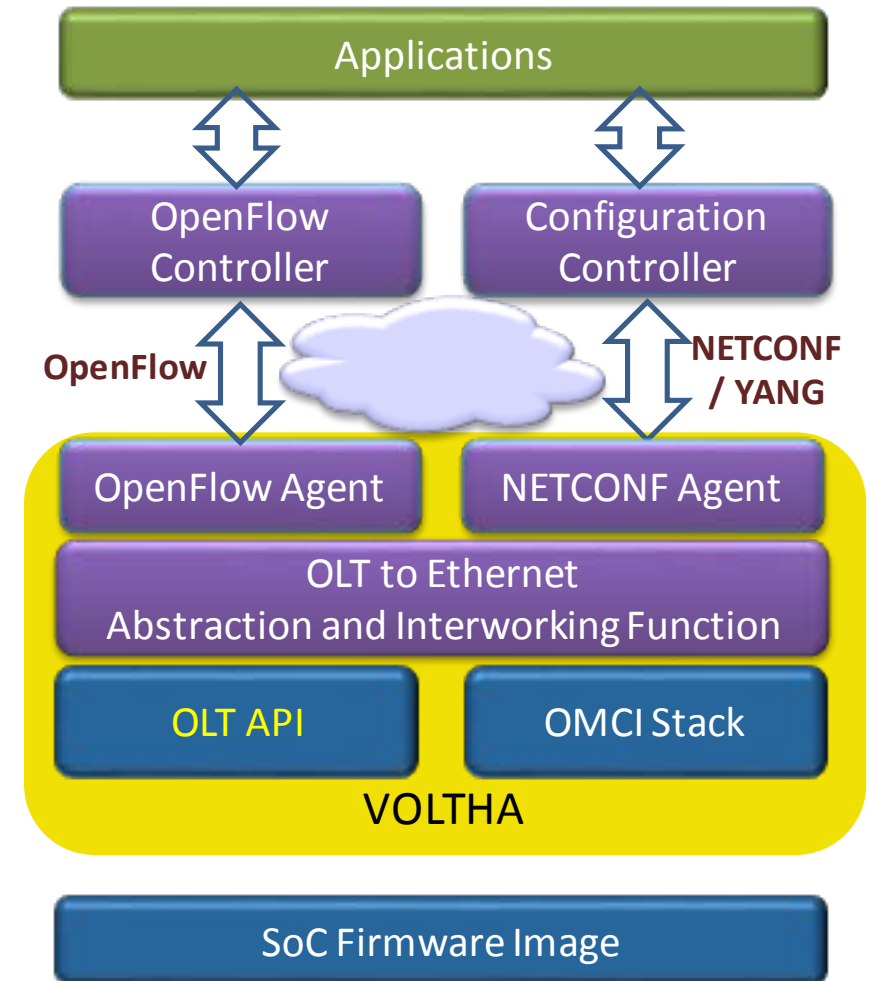 Applications
OpenFlow
Controller
Configuration
Controller
OpenFlow
NETCONF
/ YANG
OpenFlow Agent
NETCONF Agent
OLT to Ethernet
Abstraction and Interworking Function
OLT API
OMCI Stack
VOLTHA
SoC Firmware Image